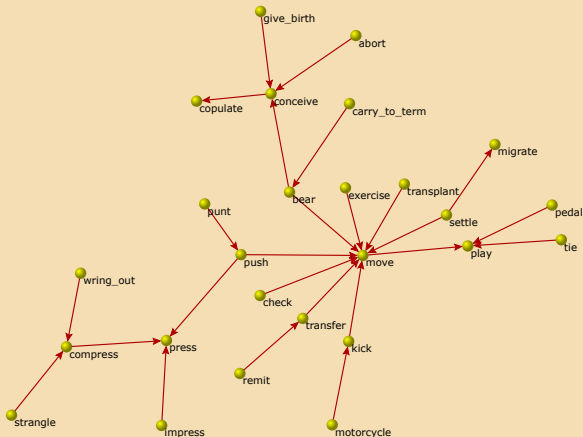 give_birth
abort
conceive
copulate
carry_to_term
migrate
bear
exercise
transplant
punt
settle
pedal
play
tie
push
move
wring_out
check
transfer
press
kick
compress
remit
strangle
impress
motorcycle